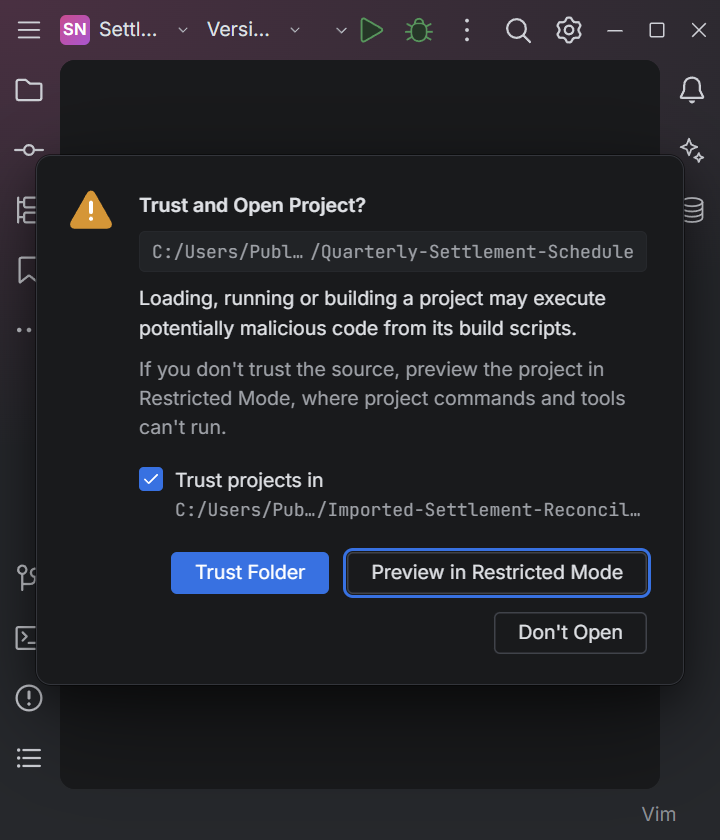 SN Settl... Versi...
Trust and Open Project?
C:/Users/Publ… /Quarterly-Settlement-Schedule
Loading, running or building a project may execute
potentially malicious code from its build scripts.
If you don't trust the source, preview the project in
Restricted Mode, where project commands and tools
can't run.
Trust projects in
C:/Users/Pub…/Imported-Settlement-Reconcil…
Trust Folder Preview in Restricted Mode
Don't Open
Vim